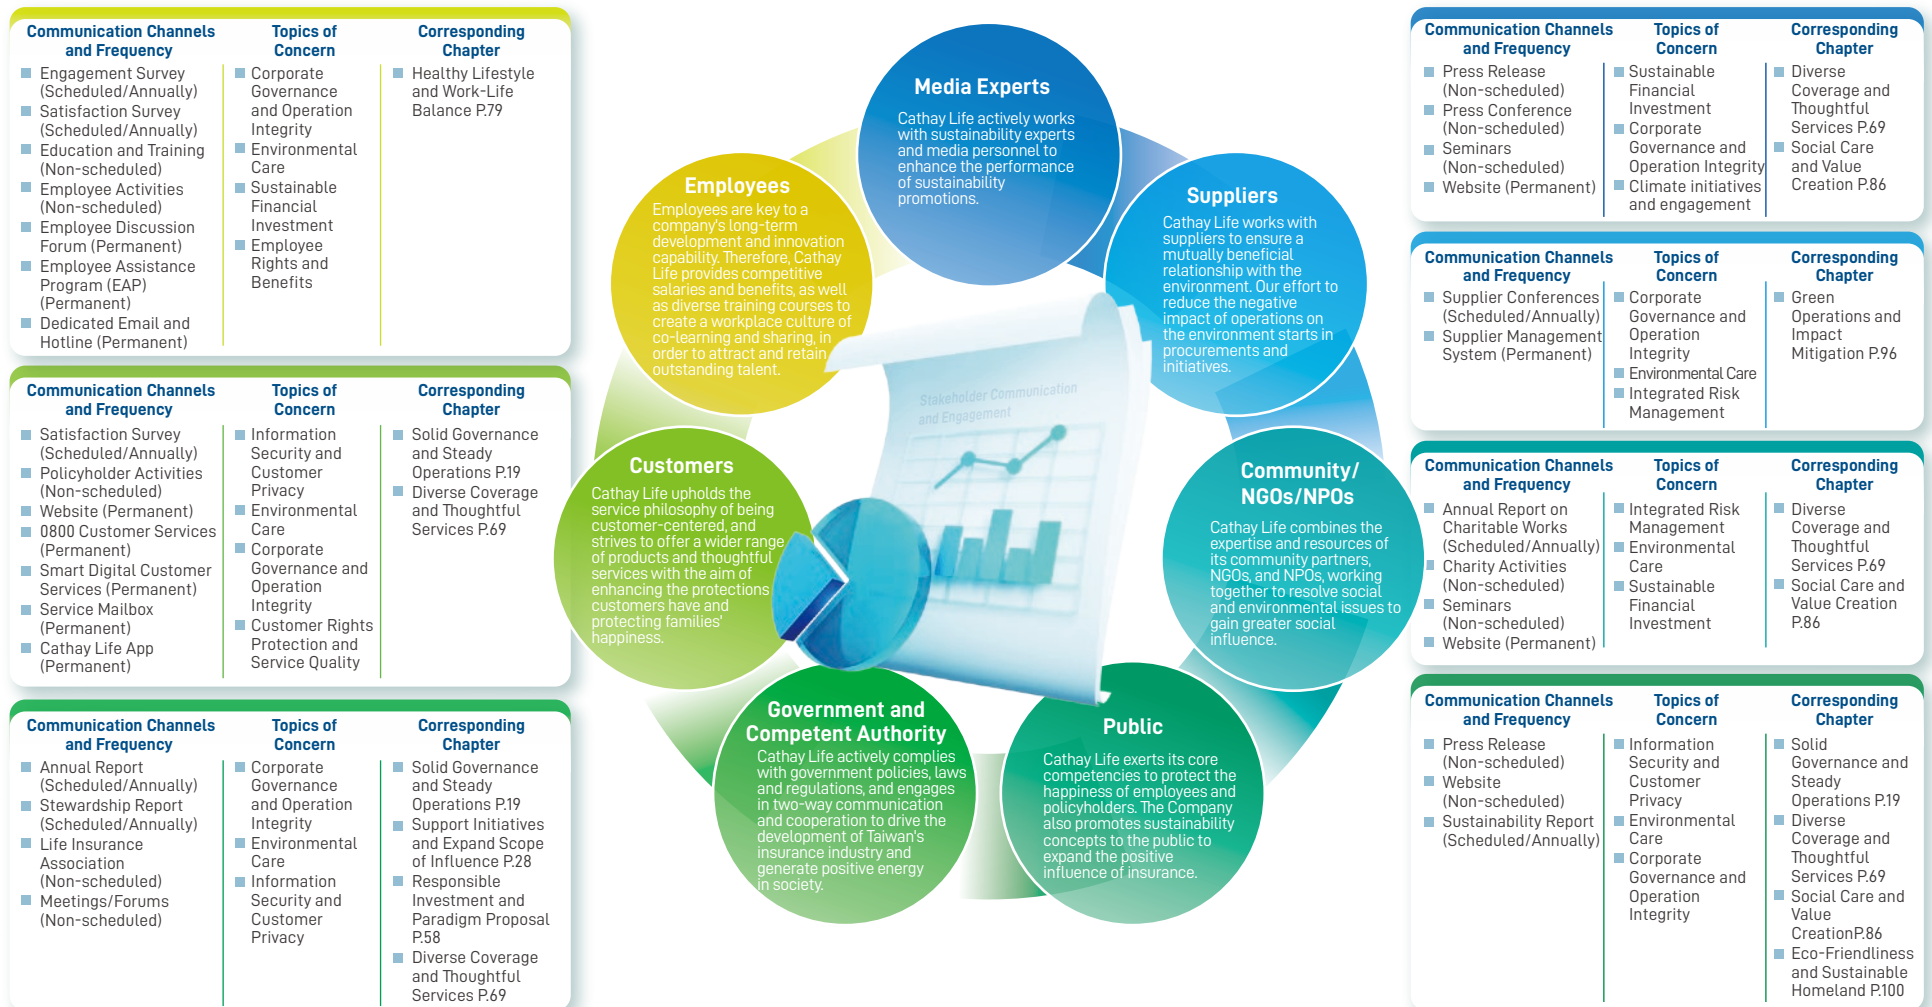 Communication Channels
and Frequency
Topics of
Concern
Corresponding
Chapter
Engagement Survey
(Scheduled/Annually)
Satisfaction Survey
(Scheduled/Annually)
Education and Training
(Non-scheduled)
Employee Activities
(Non-scheduled)
Employee Discussion
Forum (Permanent)
Employee Assistance
Program (EAP)
(Permanent)
Dedicated Email and
Hotline (Permanent)
Corporate
Governance
and Operation
Integrity
Environmental
Care
Sustainable
Financial
Investment
Employee
Rights and
Benefits
Healthy Lifestyle
and Work-Life
Balance P.79
Communication Channels
and Frequency
Topics of
Concern
Corresponding
Chapter
Satisfaction Survey
(Scheduled/Annually)
Policyholder Activities
(Non-scheduled)
Website (Permanent)
0800 Customer Services
(Permanent)
Smart Digital Customer
Services (Permanent)
Service Mailbox
(Permanent)
Cathay Life App
(Permanent)
Information
Security and
Customer
Privacy
Environmental
Care
Corporate
Governance and
Operation
Integrity
Customer Rights
Protection and
Service Quality
Solid Governance
and Steady
Operations P.19
Diverse Coverage
and Thoughtful
Services P.69
Communication Channels
and Frequency
Topics of
Concern
Corresponding
Chapter
Annual Report
(Scheduled/Annually)
Stewardship Report
(Scheduled/Annually)
Life Insurance
Association
(Non-scheduled)
Meetings/Forums
(Non-scheduled)
Corporate
Governance
and Operation
Integrity
Environmental
Care
Information
Security and
Customer
Privacy
Solid Governance
and Steady
Operations P.19
Support Initiatives
and Expand Scope
of Influence P.28
Responsible
Investment and
Paradigm Proposal
P.58
Diverse Coverage
and Thoughtful
Services P.69
Media Experts
Cathay Life actively works
with sustainability experts
and media personnel to
enhance the performance
of sustainability
promotions.
Employees
Employees are key to a
company's long-term
development and innovation
capability. Therefore, Cathay
Life provides competitive
salaries and benefits, as well
as diverse training courses to
create a workplace culture of
co-learning and sharing, in
order to attract and retain
outstanding talent.
Suppliers
Cathay Life works with
suppliers to ensure a
mutually beneficial
relationship with the
environment. Our effort to
reduce the negative
impact of operations on
the environment starts in
procurements and
initiatives.
Stakeholder Communication
and Engagement
Customers
Cathay Life upholds the
service philosophy of being
customer-centered, and
strives to offer a wider range
of products and thoughtful
services with the aim of
enhancing the protections
customers have and
protecting families'
happiness.
Community/
NGOs/NPOs
Cathay Life combines the
expertise and resources of
its community partners,
NGOs, and NPOs, working
together to resolve social
and environmental issues to
gain greater social
influence.
Government and
Competent Authority
Cathay Life actively complies
with government policies, laws
and regulations, and engages
in two-way communication
and cooperation to drive the
development of Taiwan's
insurance industry and
generate positive energy
in society.
Public
Cathay Life exerts its core
competencies to protect the
happiness of employees and
policyholders. The Company
also promotes sustainability
concepts to the public to
expand the positive
influence of insurance.
Communication Channels
and Frequency
Topics of
Concern
Corresponding
Chapter
Press Release
(Non-scheduled)
Press Conference
(Non-scheduled)
Seminars
(Non-scheduled)
Website (Permanent)
Sustainable
Financial
Investment
Corporate
Governance and
Operation Integrity
Climate initiatives
and engagement
Diverse
Coverage and
Thoughtful
Services P.69
Social Care
and Value
Creation P.86
Communication Channels
and Frequency
Topics of
Concern
Corresponding
Chapter
Supplier Conferences
(Scheduled/Annually)
Supplier Management
System (Permanent)
Corporate
Governance and
Operation
Integrity
Environmental Care
Integrated Risk
Management
Green
Operations and
Impact
Mitigation P.96
Communication Channels
and Frequency
Topics of
Concern
Corresponding
Chapter
Annual Report on
Charitable Works
(Scheduled/Annually)
Charity Activities
(Non-scheduled)
Seminars
(Non-scheduled)
Website (Permanent)
Integrated Risk
Management
Environmental
Care
Sustainable
Financial
Investment
Diverse
Coverage and
Thoughtful
Services P.69
Social Care and
Value Creation
P.86
Communication Channels
and Frequency
Topics of
Concern
Corresponding
Chapter
Press Release
(Non-scheduled)
Website
(Non-scheduled)
Sustainability Report
(Scheduled/Annually)
Information
Security and
Customer
Privacy
Environmental
Care
Corporate
Governance and
Operation
Integrity
Solid
Governance and
Steady
Operations P.19
Diverse
Coverage and
Thoughtful
Services P.69
Social Care and
Value
CreationP.86
Eco-Friendliness
and Sustainable
Homeland P.100